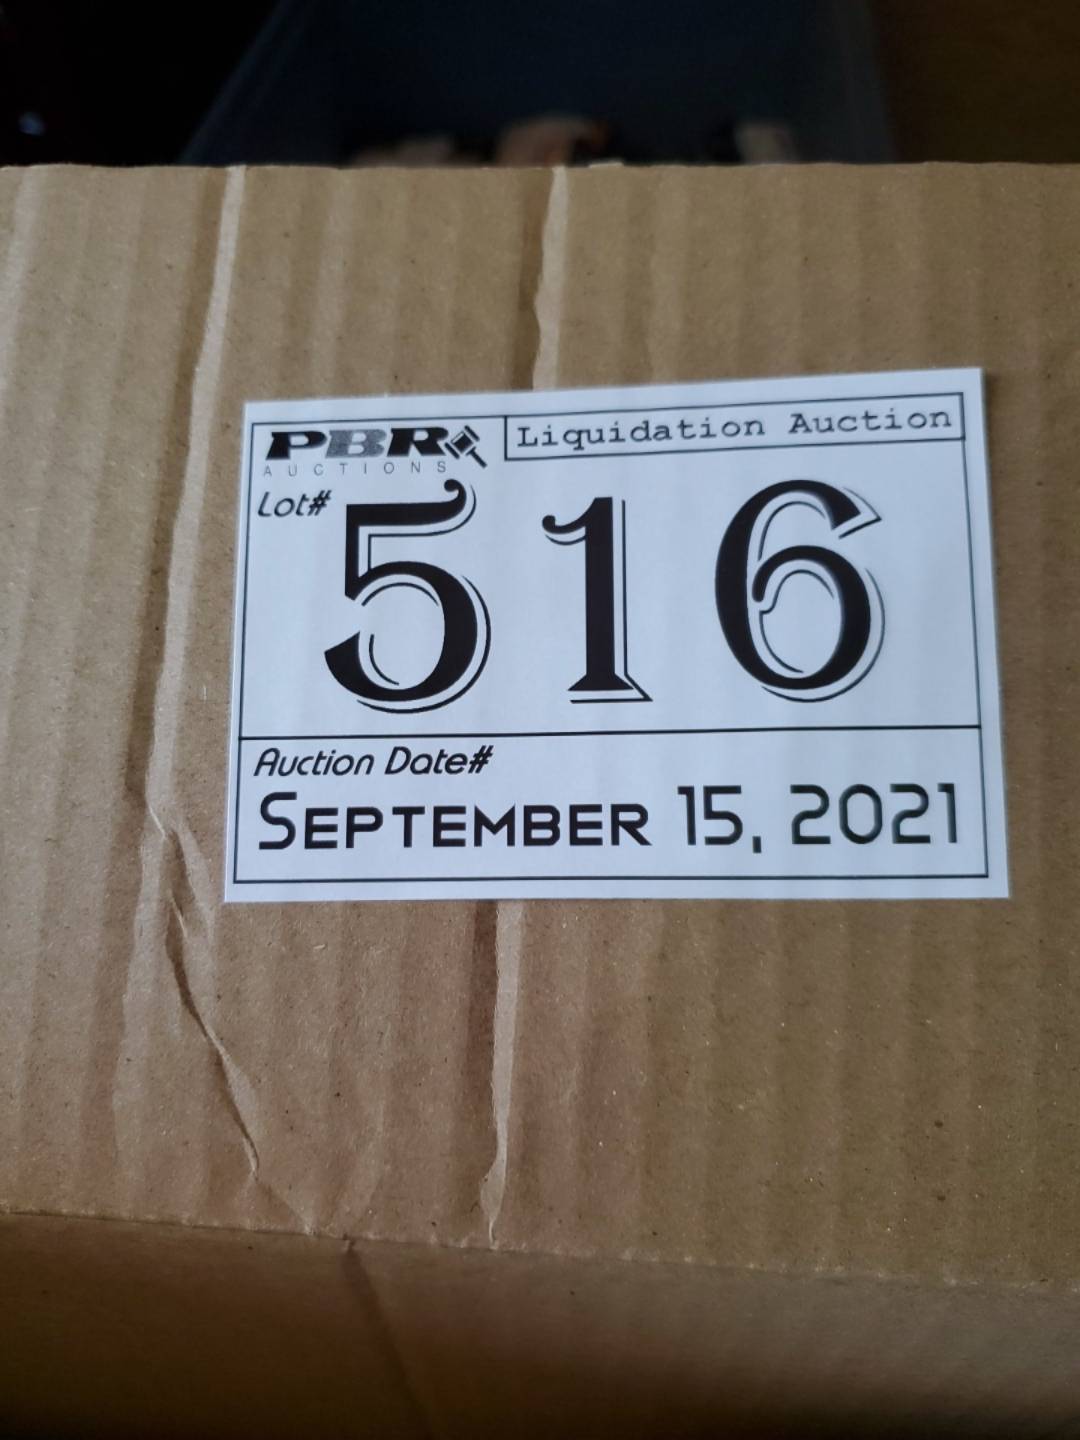 PBR
AUCTIONS
Liquidation Auction
Lot#
516
Auction Date#
September 15, 2021